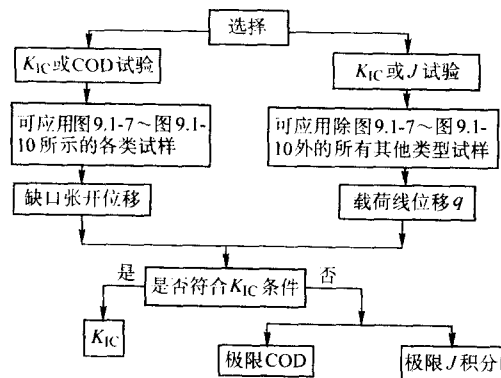 选择
K_IC或COD试验
K_IC或J试验
可应用图9.1-7～图9.1-
10所示的各类试样
可应用除图9.1-7～图9.1-
10外的所有其他类型试样
缺口张开位移
载荷线位移q
是
是否符合K_IC条件
否
K_IC
极限COD
极限J积分